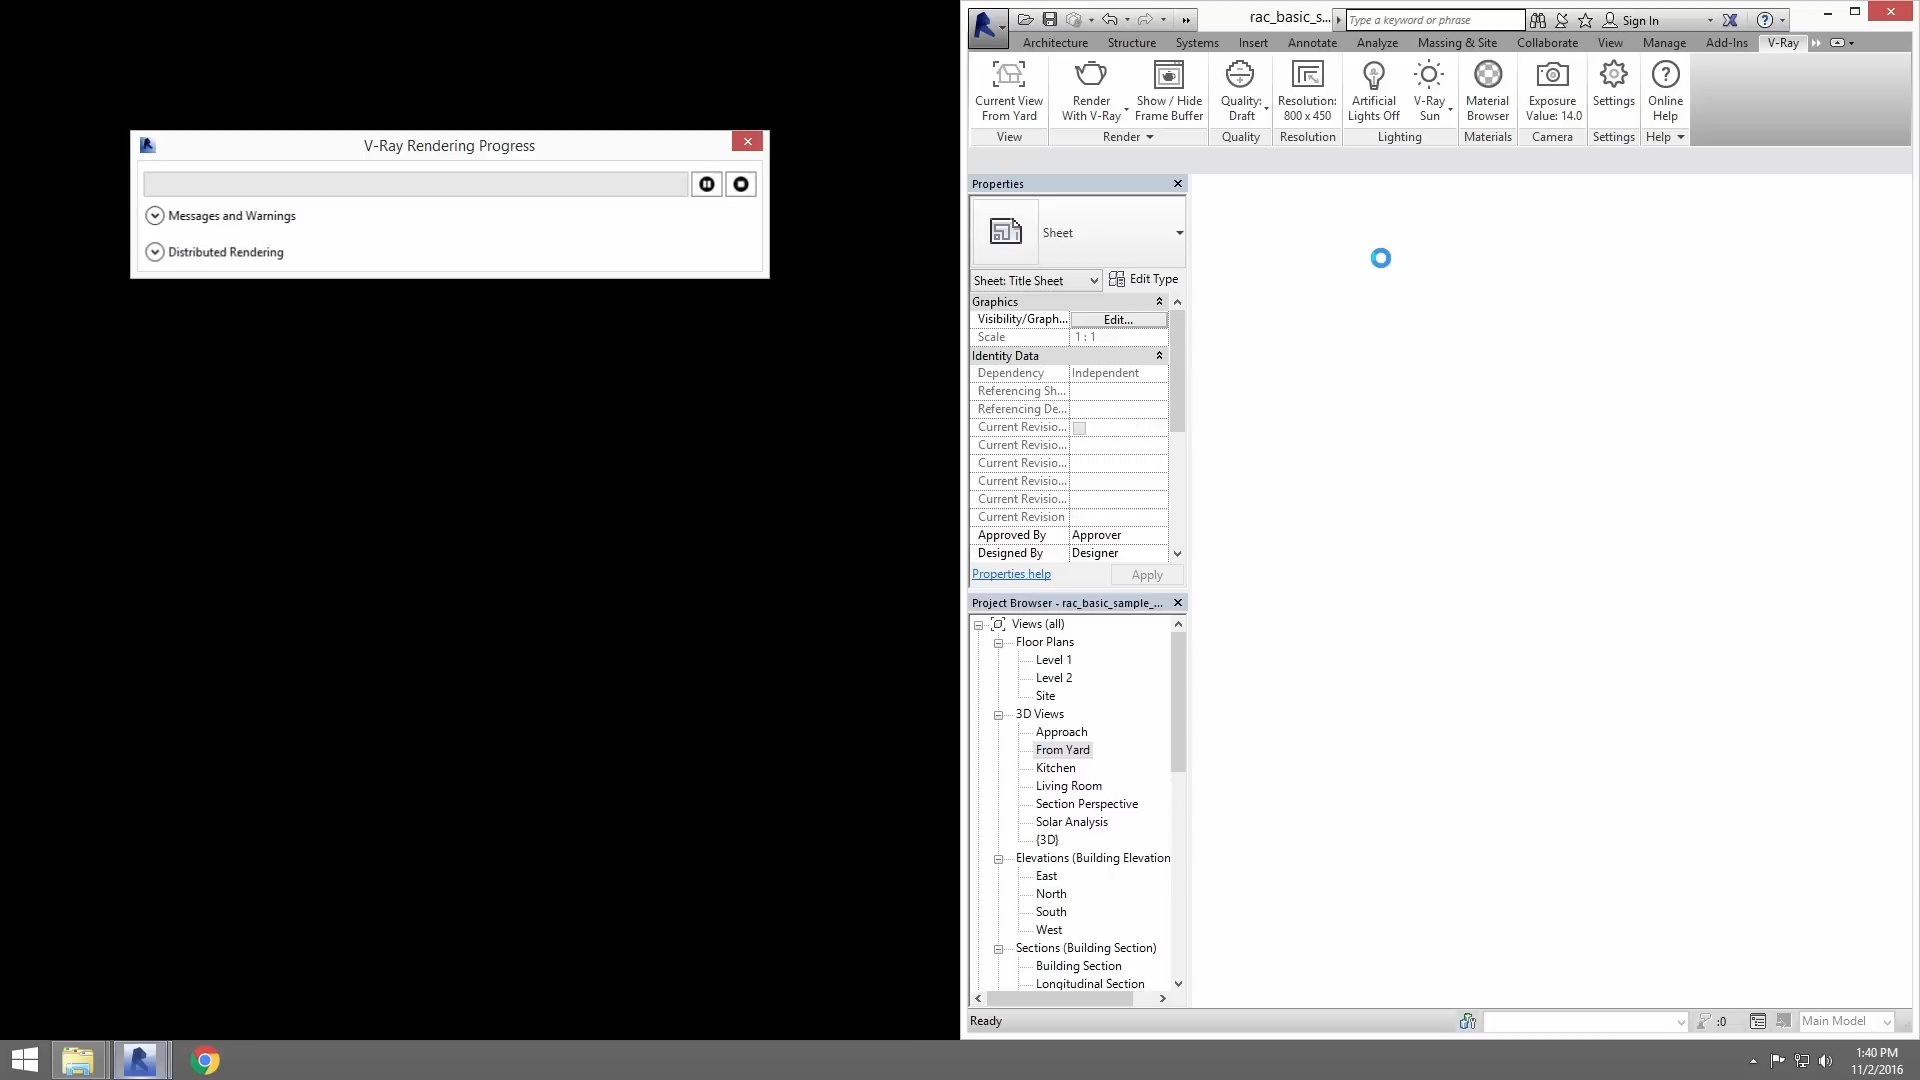 V-Ray Rendering Progress
Messages and Warnings
Distributed Rendering
rac_basic_s...
Type a keyword or phrase
Sign In
Architecture Structure Systems Insert Annotate Analyze Massing & Site Collaborate View Manage Add-Ins V-Ray
Current View From Yard
Render With V-Ray
Show / Hide Frame Buffer
Quality: Draft
Resolution: 800 x 450
Artificial Lights Off
V-Ray Sun
Material Browser
Exposure Value: 14.0
Settings
Online Help
View Render Quality Resolution Lighting Materials Camera Settings Help
Properties
Sheet
Sheet: Title Sheet Edit Type
Graphics
Visibility/Graph... Edit...
Scale 1 : 1
Identity Data
Dependency Independent
Referencing Sh...
Referencing De...
Current Revisio...
Current Revisio...
Current Revisio...
Current Revisio...
Current Revisio...
Current Revision
Approved By Approver
Designed By Designer
Properties help Apply
Project Browser - rac_basic_sample_...
Views (all)
Floor Plans
Level 1
Level 2
Site
3D Views
Approach
From Yard
Kitchen
Living Room
Section Perspective
Solar Analysis
{3D}
Elevations (Building Elevation
East
North
South
West
Sections (Building Section)
Building Section
Longitudinal Section
Ready :0 Main Model
1:40 PM
11/2/2016